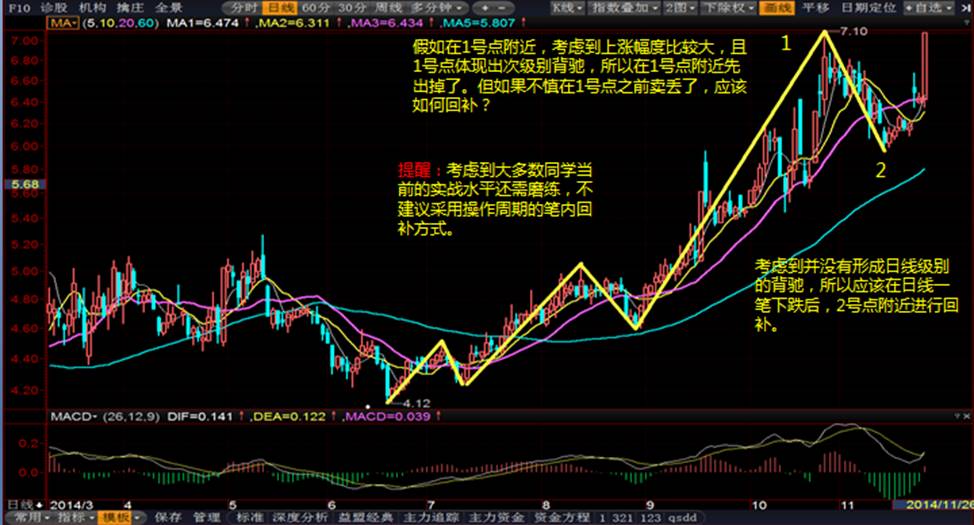 F10 诊股 机构 擒庄 全景 分时 日线 60分 30分 周线 多分钟 K线 指数叠加 2图 下除权 画线 平移 日期定位 +自选
MA (5,10,20,60) MA1=6.474↑,MA2=6.311↑,MA3=6.434↑,MA5=5.807↑
7.00
6.80
6.60
6.40
6.20
6.00
5.80
5.68
5.60
5.40
5.20
5.00
4.80
4.60
4.40
4.20
7.10
1
假如在1号点附近，考虑到上涨幅度比较大，且
1号点体现出次级别背驰，所以在1号点附近先
出掉了。但如果不慎在1号点之前卖丢了，应该
如何回补？
提醒：考虑到大多数同学当
前的实战水平还需磨练，不
建议采用操作周期的笔内回
补方式。
2
考虑到并没有形成日线级别
的背驰，所以应该在日线一
笔下跌后，2号点附近进行回
补。
4.12
MACD (26,12,9) DIF=0.141↑,DEA=0.122↑,MACD=0.039↑
0.2
0.0
日线 2014/3 4 5 6 7 8 9 10 11 2014/11/28
常用 指标 模板 保存 管理 标准 深度分析 益盟经典 主力追踪 主力资金 资金方程 1 321 123 qsdd